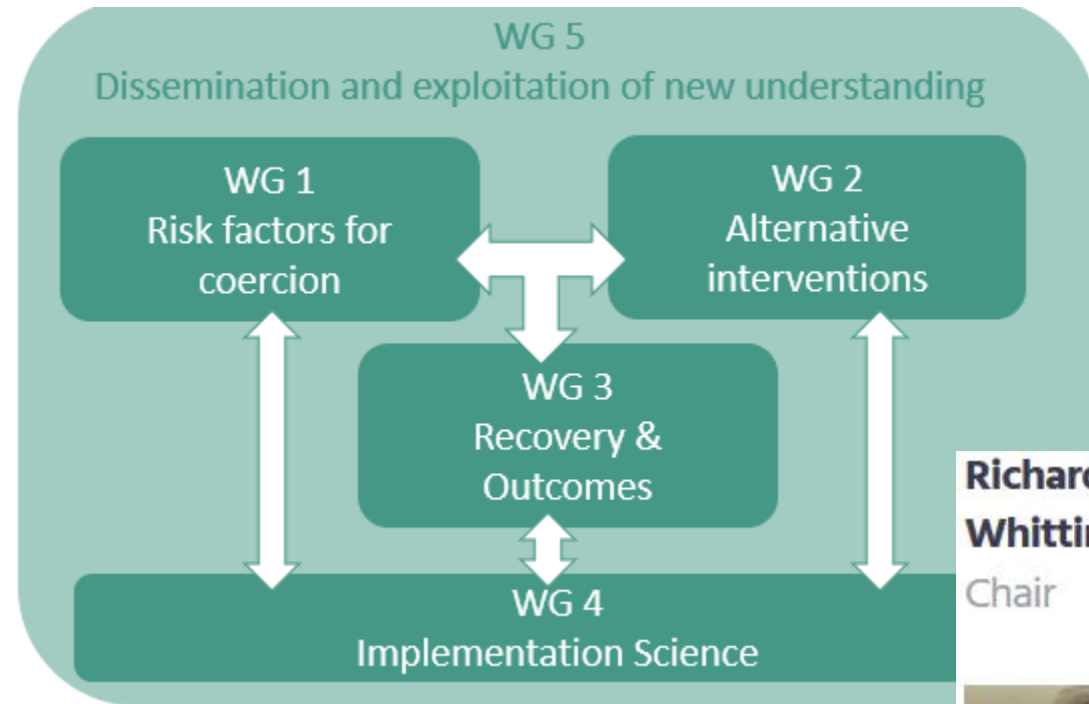 WG 5
Dissemination and exploitation of new understanding
WG 1
Risk factors for
coercion
WG 2
Alternative
interventions
WG 3
Recovery &
Outcomes
WG 4
Implementation Science
Chair